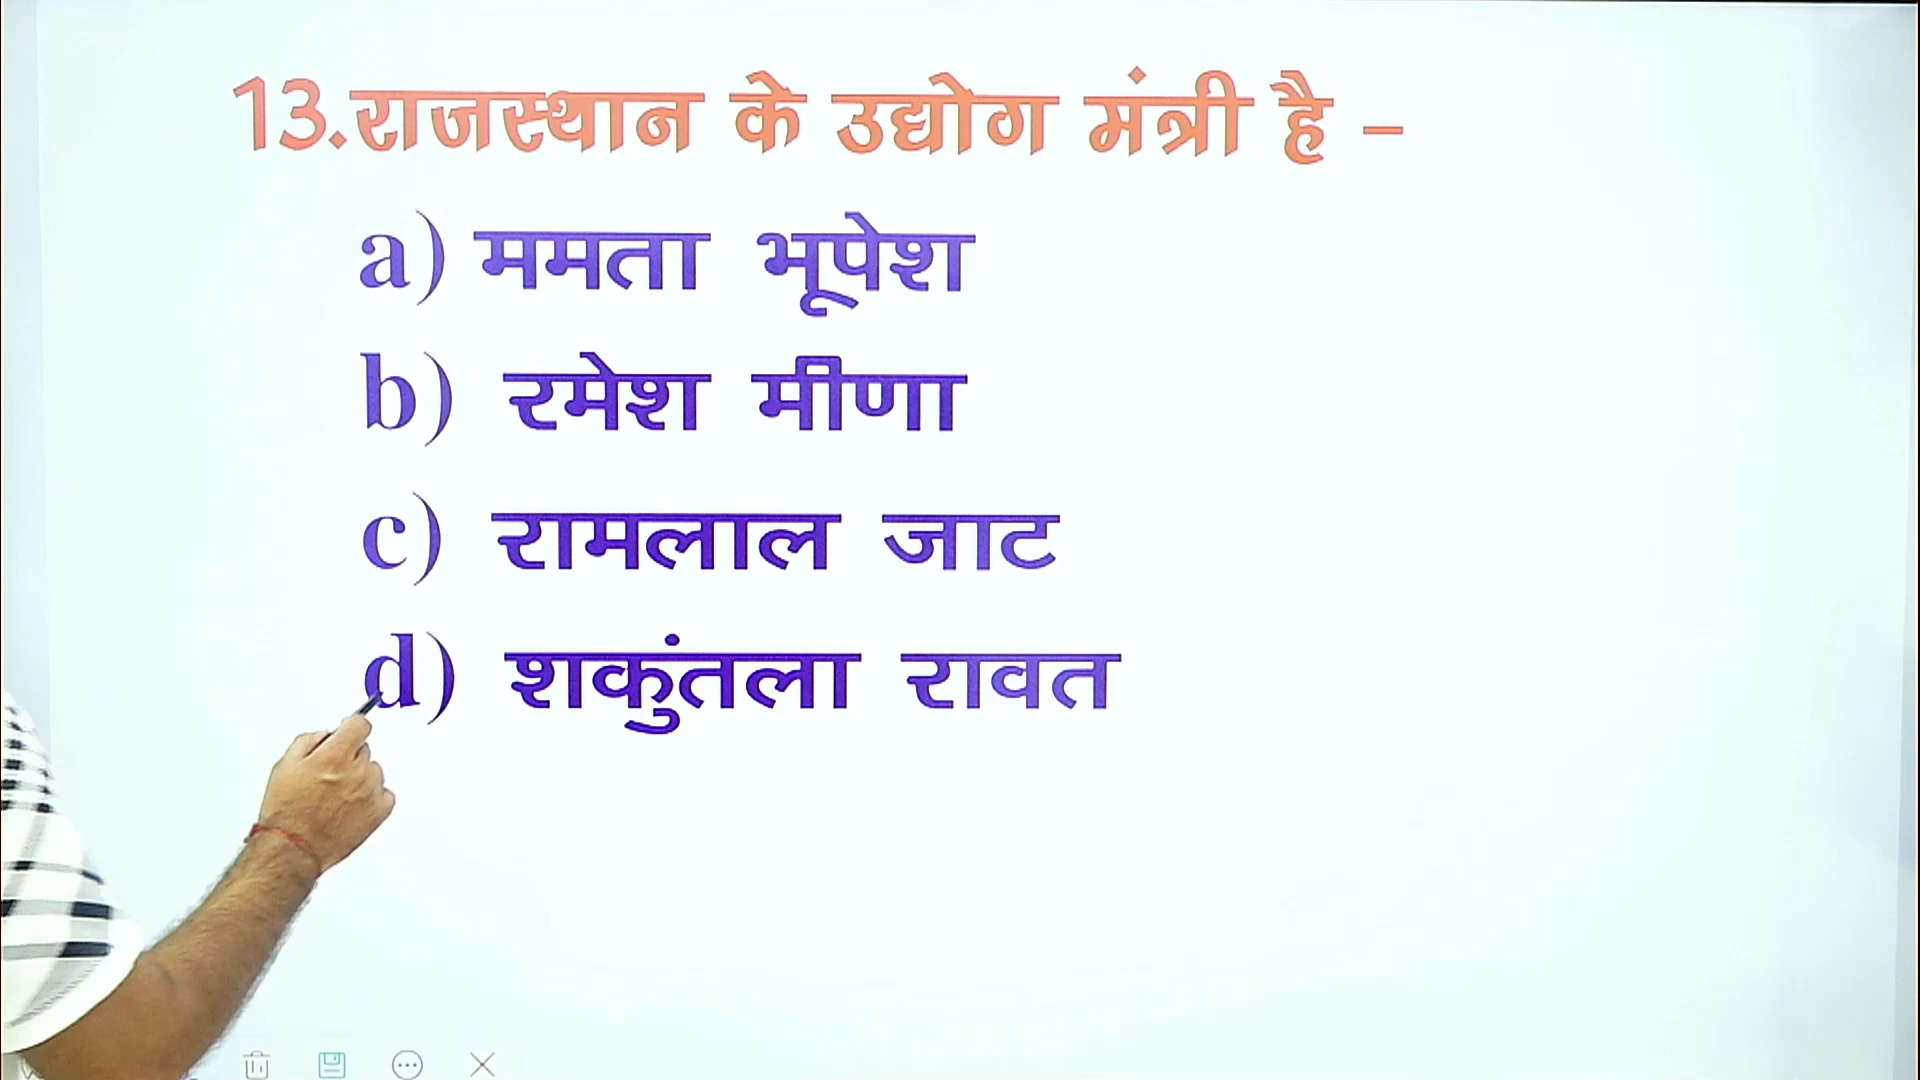 13.राजस्थान के उद्योग मंत्री है –
a) ममता भूपेश
b) रमेश मीणा
c) रामलाल जाट
d) शकुंतला रावत